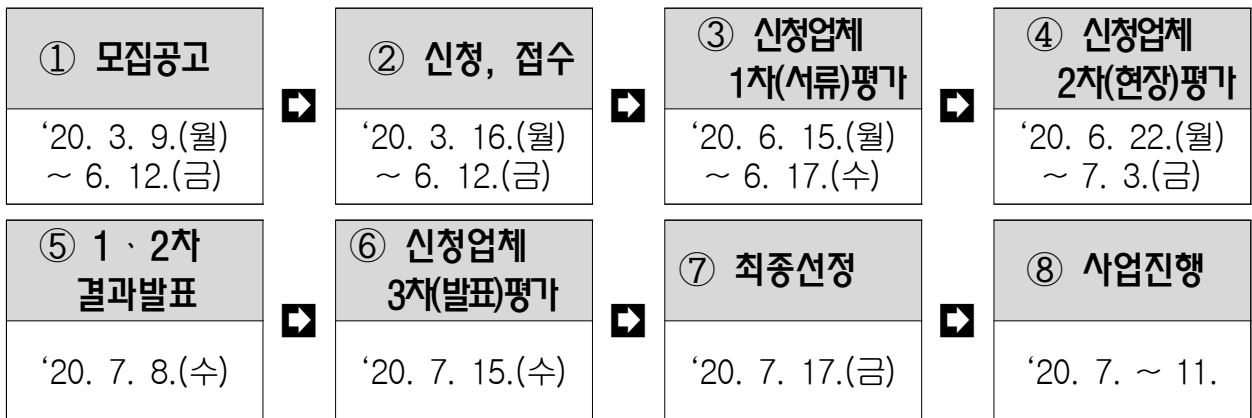 ① 모집공고
‘20. 3. 9.(월)
~ 6. 12.(금)
② 신청, 접수
‘20. 3. 16.(월)
~ 6. 12.(금)
③ 신청업체
1차(서류)평가
‘20. 6. 15.(월)
~ 6. 17.(수)
④ 신청업체
2차(현장)평가
‘20. 6. 22.(월)
~ 7. 3.(금)
⑤ 1ㆍ2차
결과발표
‘20. 7. 8.(수)
⑥ 신청업체
3차(발표)평가
‘20. 7. 15.(수)
⑦ 최종선정
‘20. 7. 17.(금)
⑧ 사업진행
‘20. 7. ~ 11.